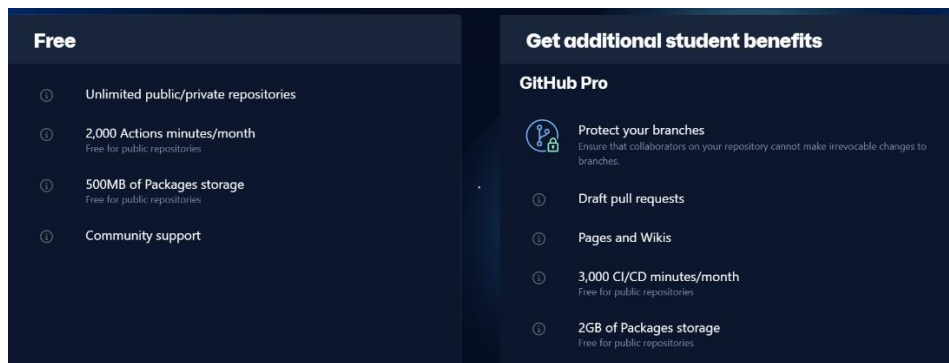 Free
Unlimited public/private repositories
2,000 Actions minutes/month
Free for public repositories
500MB of Packages storage
Free for public repositories
Community support
Get additional student benefits
GitHub Pro
Protect your branches
Ensure that collaborators on your repository cannot make irrevocable changes to
branches.
Draft pull requests
Pages and Wikis
3,000 CI/CD minutes/month
Free for public repositories
2GB of Packages storage
Free for public repositories